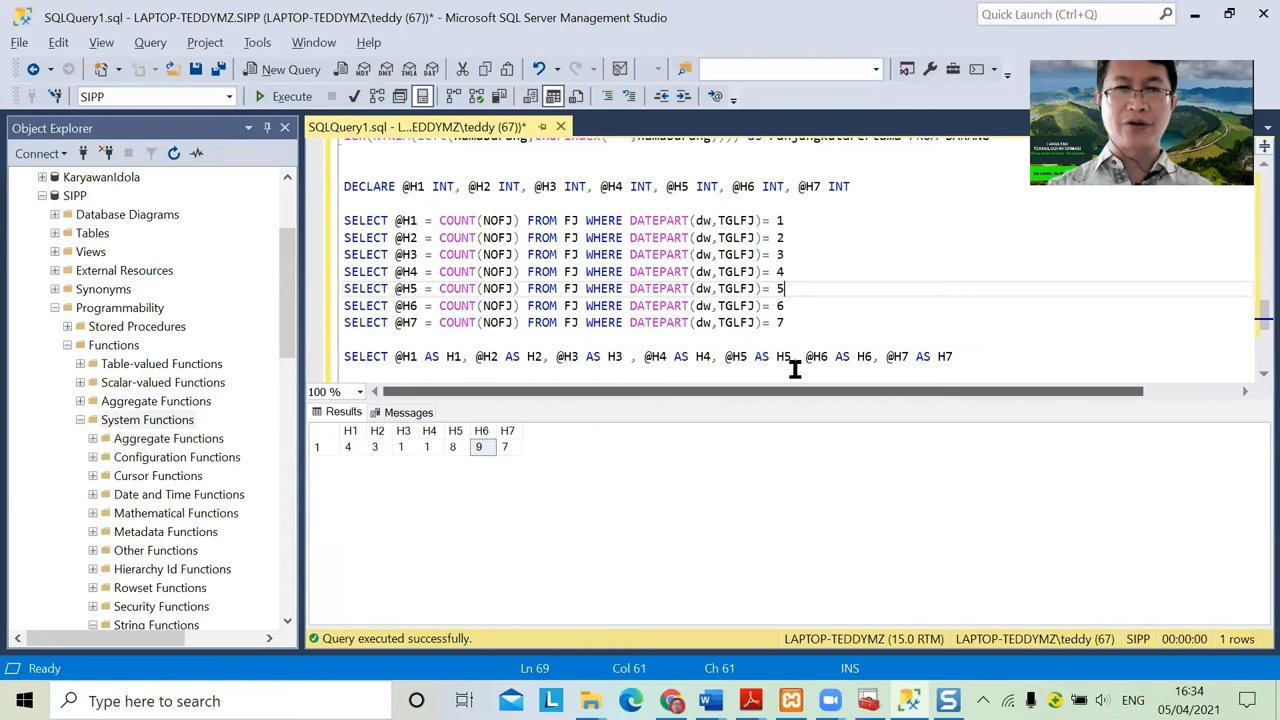 SQLQuery1.sql - LAPTOP-TEDDYMZ.SIPP (LAPTOP-TEDDYMZ\teddy (67))* - Microsoft SQL Server Management Studio
Quick Launch (Ctrl+Q)
File Edit View Query Project Tools Window Help
New Query
MDX DMX XMLA DAX
SIPP
Execute
Object Explorer
SQLQuery1.sql - L...EDDYMZ\teddy (67))*
Connect
KaryawanIdola
SIPP
Database Diagrams
Tables
Views
External Resources
Synonyms
Programmability
Stored Procedures
Functions
Table-valued Functions
Scalar-valued Functions
Aggregate Functions
System Functions
Aggregate Functions
Configuration Functions
Cursor Functions
Date and Time Functions
Mathematical Functions
Metadata Functions
Other Functions
Hierarchy Id Functions
Rowset Functions
Security Functions
String Functions
DECLARE @H1 INT, @H2 INT, @H3 INT, @H4 INT, @H5 INT, @H6 INT, @H7 INT
SELECT @H1 = COUNT(NOFJ) FROM FJ WHERE DATEPART(dw,TGLFJ)= 1
SELECT @H2 = COUNT(NOFJ) FROM FJ WHERE DATEPART(dw,TGLFJ)= 2
SELECT @H3 = COUNT(NOFJ) FROM FJ WHERE DATEPART(dw,TGLFJ)= 3
SELECT @H4 = COUNT(NOFJ) FROM FJ WHERE DATEPART(dw,TGLFJ)= 4
SELECT @H5 = COUNT(NOFJ) FROM FJ WHERE DATEPART(dw,TGLFJ)= 5
SELECT @H6 = COUNT(NOFJ) FROM FJ WHERE DATEPART(dw,TGLFJ)= 6
SELECT @H7 = COUNT(NOFJ) FROM FJ WHERE DATEPART(dw,TGLFJ)= 7
SELECT @H1 AS H1, @H2 AS H2, @H3 AS H3 , @H4 AS H4, @H5 AS H5, @H6 AS H6, @H7 AS H7
100 %
Results Messages
H1 H2 H3 H4 H5 H6 H7
1 4 3 1 1 8 9 7
FAKULTAS
TEKNOLOGI INFORMASI
Query executed successfully.
LAPTOP-TEDDYMZ (15.0 RTM) LAPTOP-TEDDYMZ\teddy (67) SIPP 00:00:00 1 rows
Ready Ln 69 Col 61 Ch 61 INS
Type here to search
ENG
16:34
05/04/2021